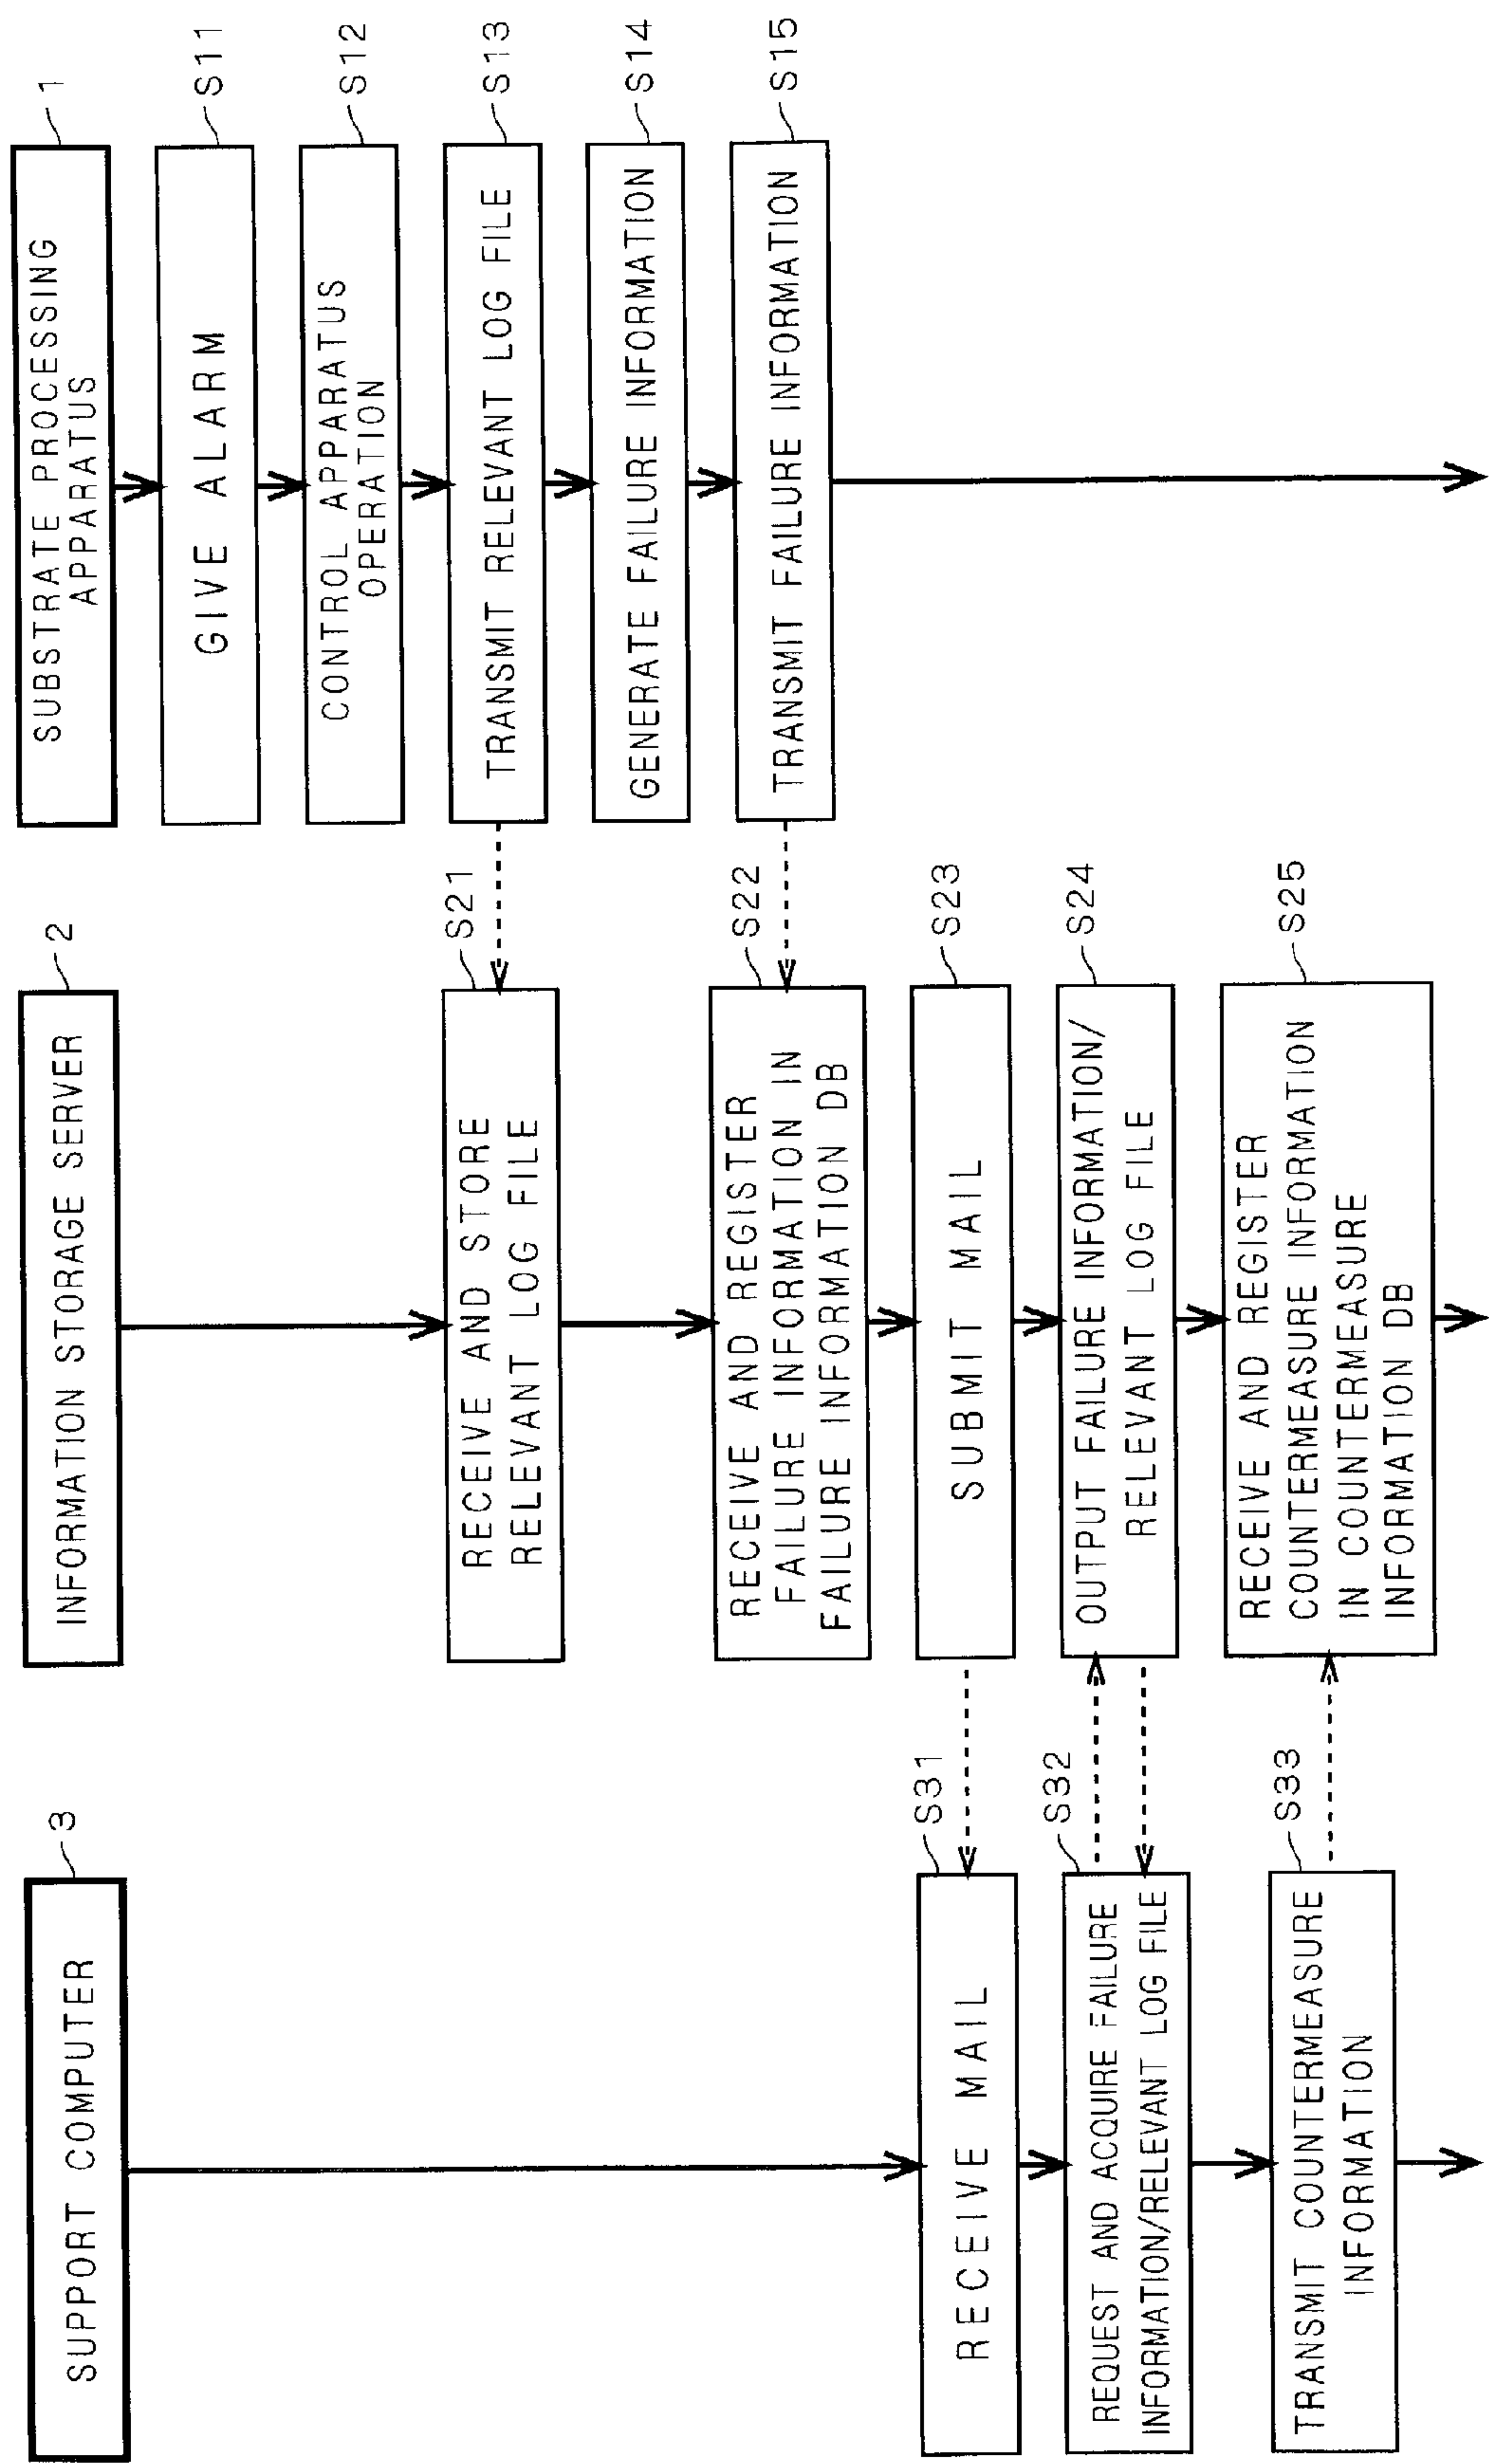 SUPPORT COMPUTER
3
RECEIVE MAIL
S31
REQUEST AND ACQUIRE FAILURE
INFORMATION/RELEVANT LOG FILE
S32
TRANSMIT COUNTERMEASURE
INFORMATION
S33
INFORMATION STORAGE SERVER
2
RECEIVE AND STORE
RELEVANT LOG FILE
S21
RECEIVE AND REGISTER
FAILURE INFORMATION IN
FAILURE INFORMATION DB
S22
SUBMIT MAIL
S23
OUTPUT FAILURE INFORMATION/
RELEVANT LOG FILE
S24
RECEIVE AND REGISTER
COUNTERMEASURE INFORMATION
IN COUNTERMEASURE
INFORMATION DB
S25
SUBSTRATE PROCESSING
APPARATUS
1
GIVE ALARM
S11
CONTROL APPARATUS
OPERATION
S12
TRANSMIT RELEVANT LOG FILE
S13
GENERATE FAILURE INFORMATION
S14
TRANSMIT FAILURE INFORMATION
S15